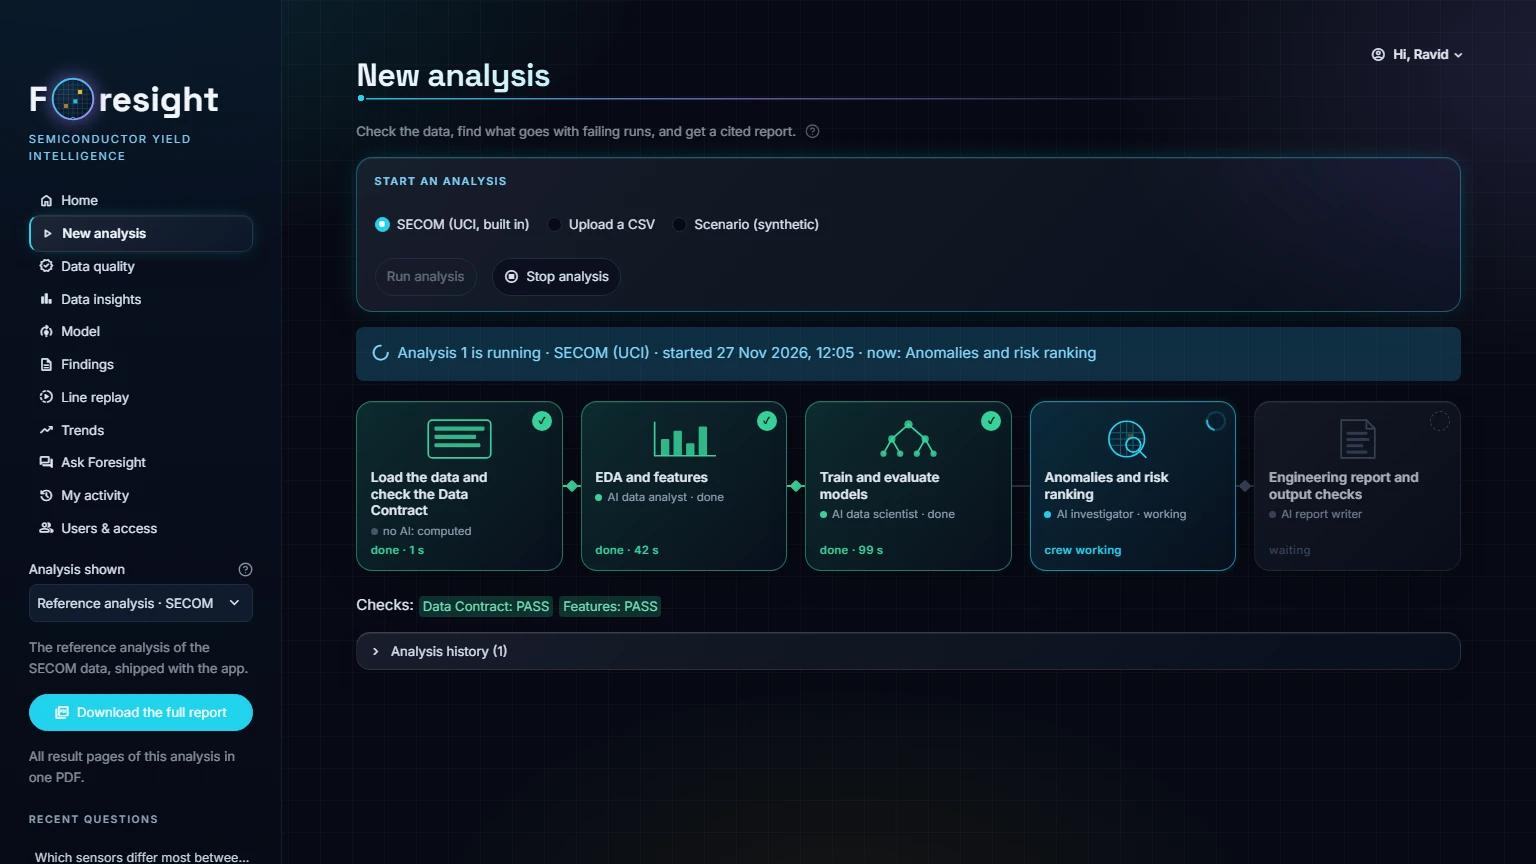 Foresight
SEMICONDUCTOR YIELD
INTELLIGENCE
Home
New analysis
Data quality
Data insights
Model
Findings
Line replay
Trends
Ask Foresight
My activity
Users & access
Analysis shown
Reference analysis · SECOM
The reference analysis of the
SECOM data, shipped with the app.
Download the full report
All result pages of this analysis in
one PDF.
RECENT QUESTIONS
Which sensors differ most betwee...
Hi, Ravid
New analysis
Check the data, find what goes with failing runs, and get a cited report.
START AN ANALYSIS
SECOM (UCI, built in) Upload a CSV Scenario (synthetic)
Run analysis Stop analysis
Analysis 1 is running · SECOM (UCI) · started 27 Nov 2026, 12:05 · now: Anomalies and risk ranking
Load the data and
check the Data
Contract
no AI: computed
done · 1 s
EDA and features
AI data analyst · done
done · 42 s
Train and evaluate
models
AI data scientist · done
done · 99 s
Anomalies and risk
ranking
AI investigator · working
crew working
Engineering report and
output checks
AI report writer
waiting
Checks: Data Contract: PASS Features: PASS
Analysis history (1)